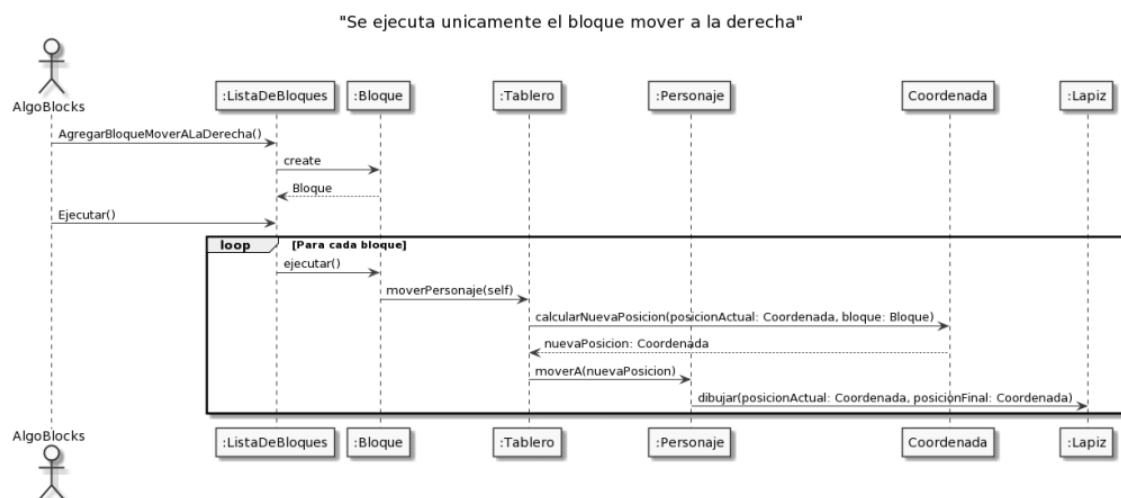 "Se ejecuta unicamente el bloque mover a la derecha"
AlgoBlocks
:ListaDeBloques
:Bloque
:Tablero
:Personaje
Coordenada
:Lapiz
AgregarBloqueMoverALaDerecha()
create
Bloque
Ejecutar()
loop
[Para cada bloque]
ejecutar()
moverPersonaje(self)
calcularNuevaPosicion(posicionActual: Coordenada, bloque: Bloque)
nuevaPosicion: Coordenada
moverA(nuevaPosicion)
dibujar(posicionActual: Coordenada, posicionFinal: Coordenada)
AlgoBlocks
:ListaDeBloques
:Bloque
:Tablero
:Personaje
Coordenada
:Lapiz